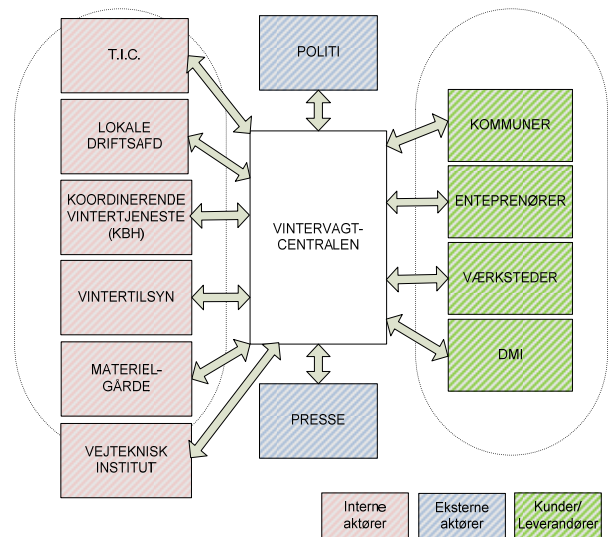 T.I.C.
LOKALE
DRIFTSAFD
KOORDINERENDE
VINTERTJENESTE
(KBH)
VINTERTILSYN
MATERIEL-
GÅRDE
VEJTEKNISK
INSTITUT
POLITI
VINTERVAGT-
CENTRALEN
PRESSE
KOMMUNER
ENTEPRENØRER
VÆRKSTEDER
DMI
Interne
aktører
Eksterne
aktører
Kunder/
Leverandører